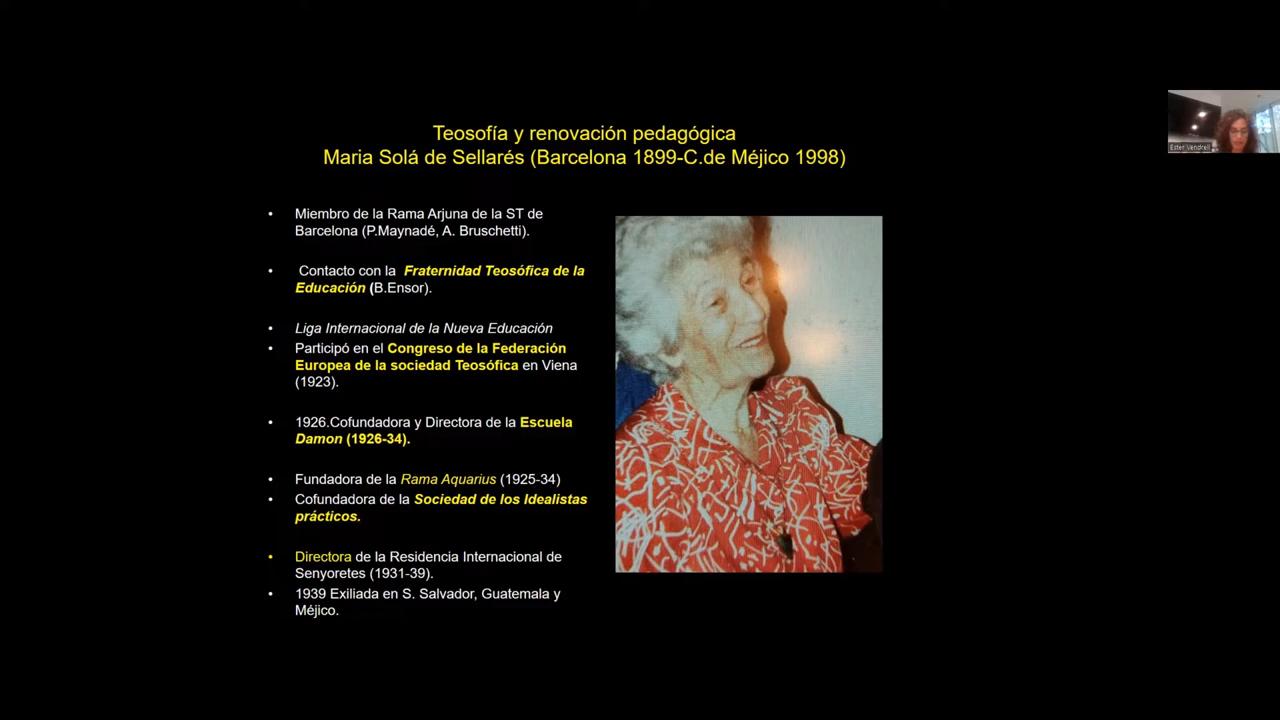 Teosofía y renovación pedagógica
Maria Solá de Sellarés (Barcelona 1899-C.de Méjico 1998)
• Miembro de la Rama Arjuna de la ST de
Barcelona (P.Maynadé, A. Bruschetti).
• Contacto con la Fraternidad Teosófica de la
Educación (B.Ensor).
• Liga Internacional de la Nueva Educación
• Participó en el Congreso de la Federación
Europea de la sociedad Teosófica en Viena
(1923).
• 1926.Cofundadora y Directora de la Escuela
Damon (1926-34).
• Fundadora de la Rama Aquarius (1925-34)
• Cofundadora de la Sociedad de los Idealistas
prácticos.
• Directora de la Residencia Internacional de
Senyoretes (1931-39).
• 1939 Exiliada en S. Salvador, Guatemala y
Méjico.
Ester Vendrell